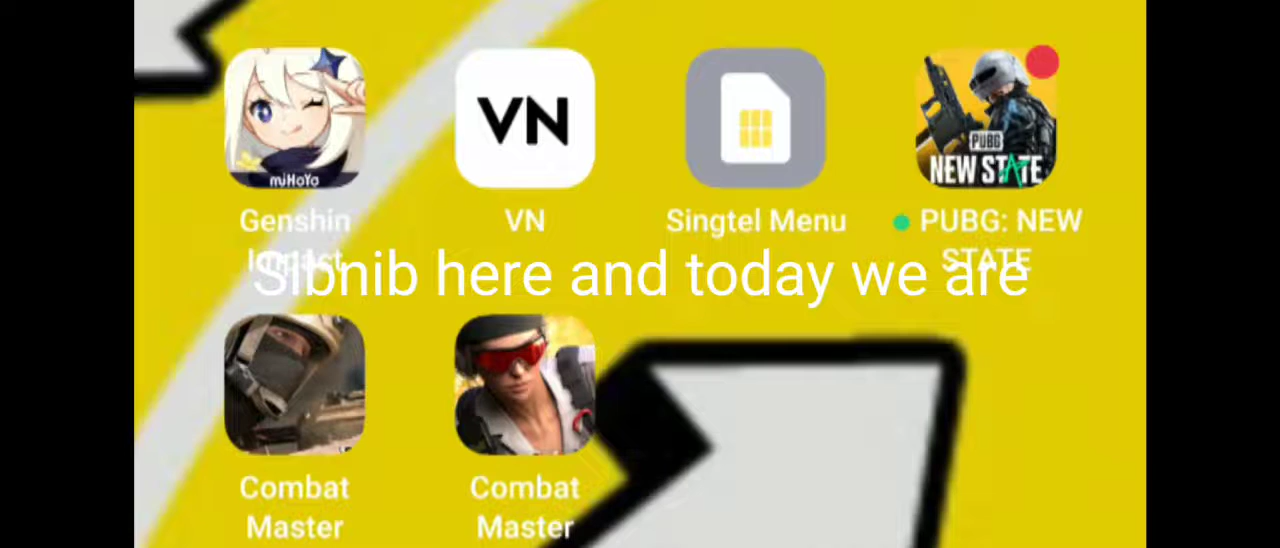 miHoYo
VN
PUBG
NEW STATE
Genshin
Impact
VN
Singtel Menu
PUBG: NEW
STATE
Sibnib here and today we are
Combat
Master
Combat
Master